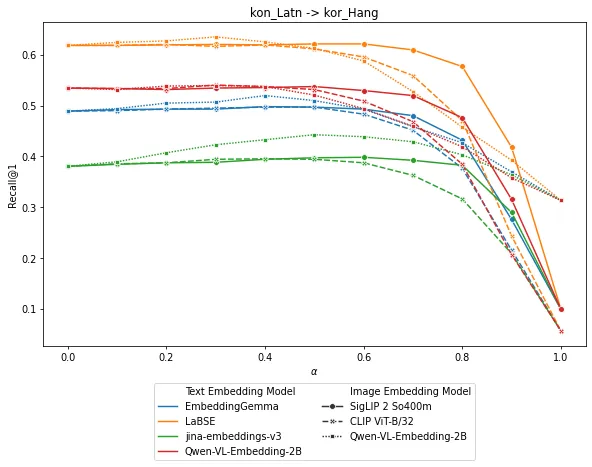 kon_Latn -> kor_Hang
Recall@1
0.6
0.5
0.4
0.3
0.2
0.1
0.0
0.2
0.4
0.6
0.8
1.0
α
Text Embedding Model
EmbeddingGemma
LaBSE
jina-embeddings-v3
Qwen-VL-Embedding-2B
Image Embedding Model
SigLIP 2 So400m
CLIP ViT-B/32
Qwen-VL-Embedding-2B